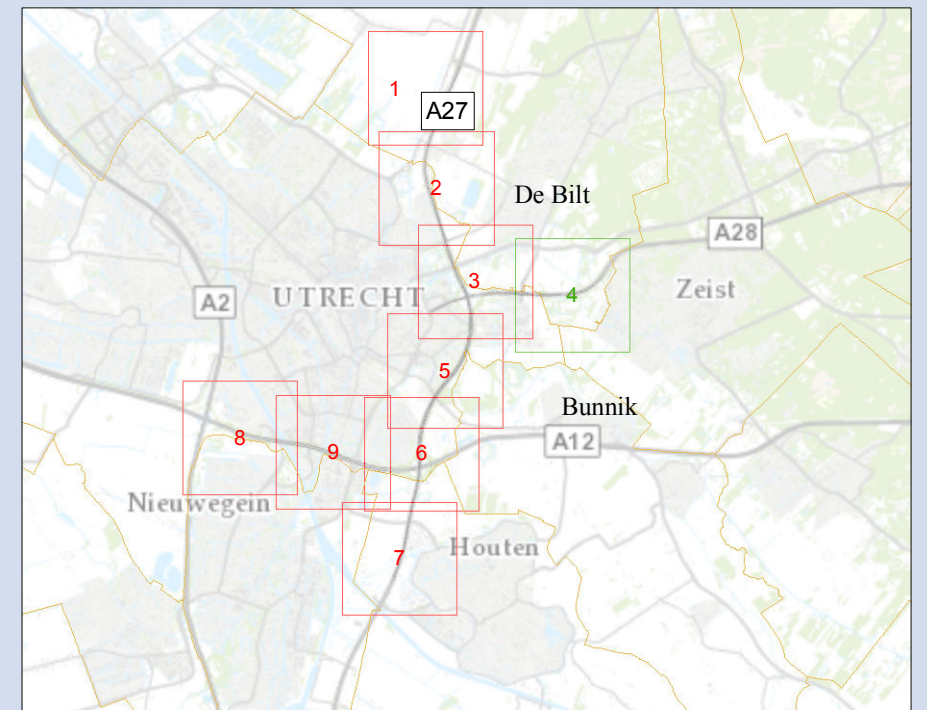 1
A27
2
De Bilt
A28
3
4
Zeist
A2
UTRECHT
5
Bunnik
8
9
6
A12
Nieuwegein
7
Houten